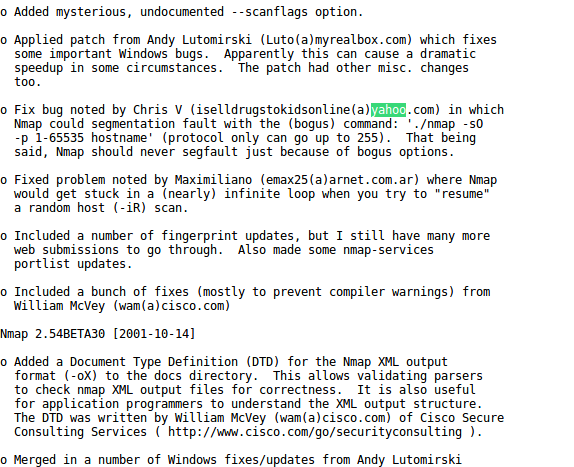 o Added mysterious, undocumented --scanflags option.
o Applied patch from Andy Lutomirski (Luto(a)myrealbox.com) which fixes
some important Windows bugs.  Apparently this can cause a dramatic
speedup in some circumstances.  The patch had other misc. changes
too.
o Fix bug noted by Chris V (iselldrugstokidsonline(a)yahoo.com) in which
Nmap could segmentation fault with the (bogus) command: './nmap -sO
-p 1-65535 hostname' (protocol only can go up to 255).  That being
said, Nmap should never segfault just because of bogus options.
o Fixed problem noted by Maximiliano (emax25(a)arnet.com.ar) where Nmap
would get stuck in a (nearly) infinite loop when you try to "resume"
a random host (-iR) scan.
o Included a number of fingerprint updates, but I still have many more
web submissions to go through.  Also made some nmap-services
portlist updates.
o Included a bunch of fixes (mostly to prevent compiler warnings) from
William McVey (wam(a)cisco.com)
Nmap 2.54BETA30 [2001-10-14]
o Added a Document Type Definition (DTD) for the Nmap XML output
format (-oX) to the docs directory.  This allows validating parsers
to check nmap XML output files for correctness.  It is also useful
for application programmers to understand the XML output structure.
The DTD was written by William McVey (wam(a)cisco.com) of Cisco Secure
Consulting Services ( http://www.cisco.com/go/securityconsulting ).
o Merged in a number of Windows fixes/updates from Andy Lutomirski